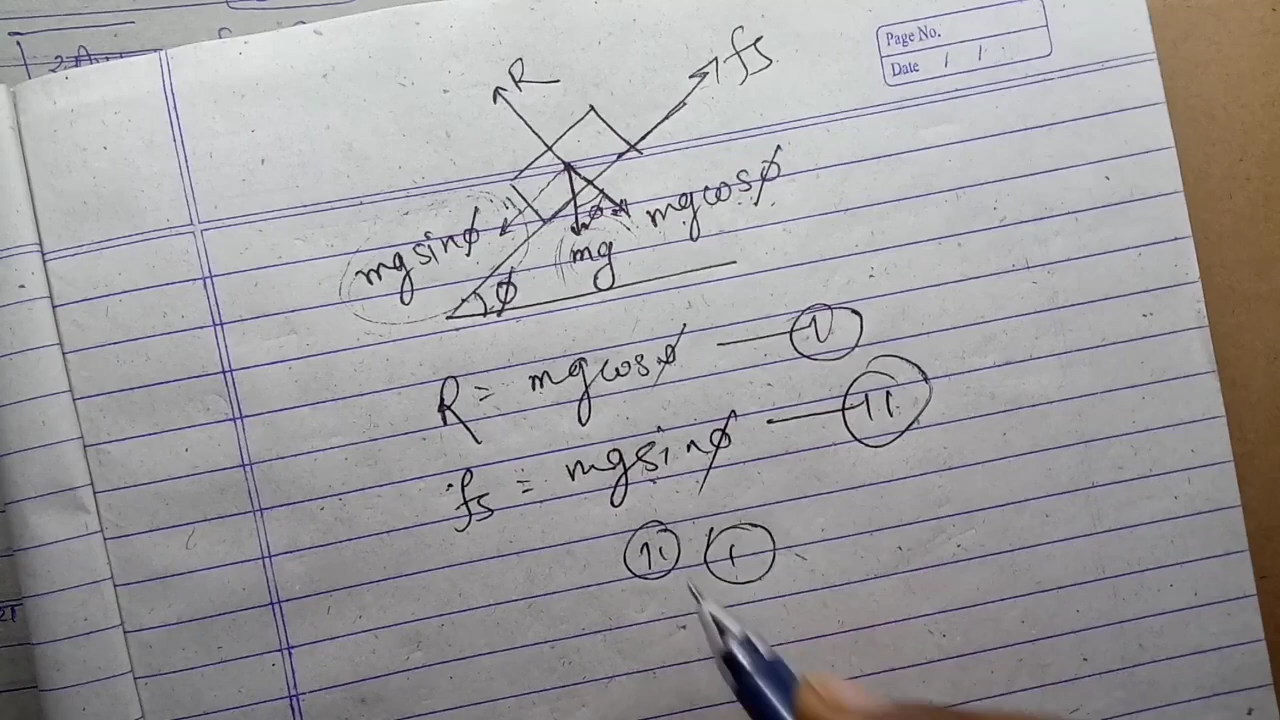 Page No.
Date / /
R
fs
mg cosϕ
mg sinϕ
ϕ
mg
ϕ
R = mg cosϕ — I
fs = mg sinϕ — II
II / I